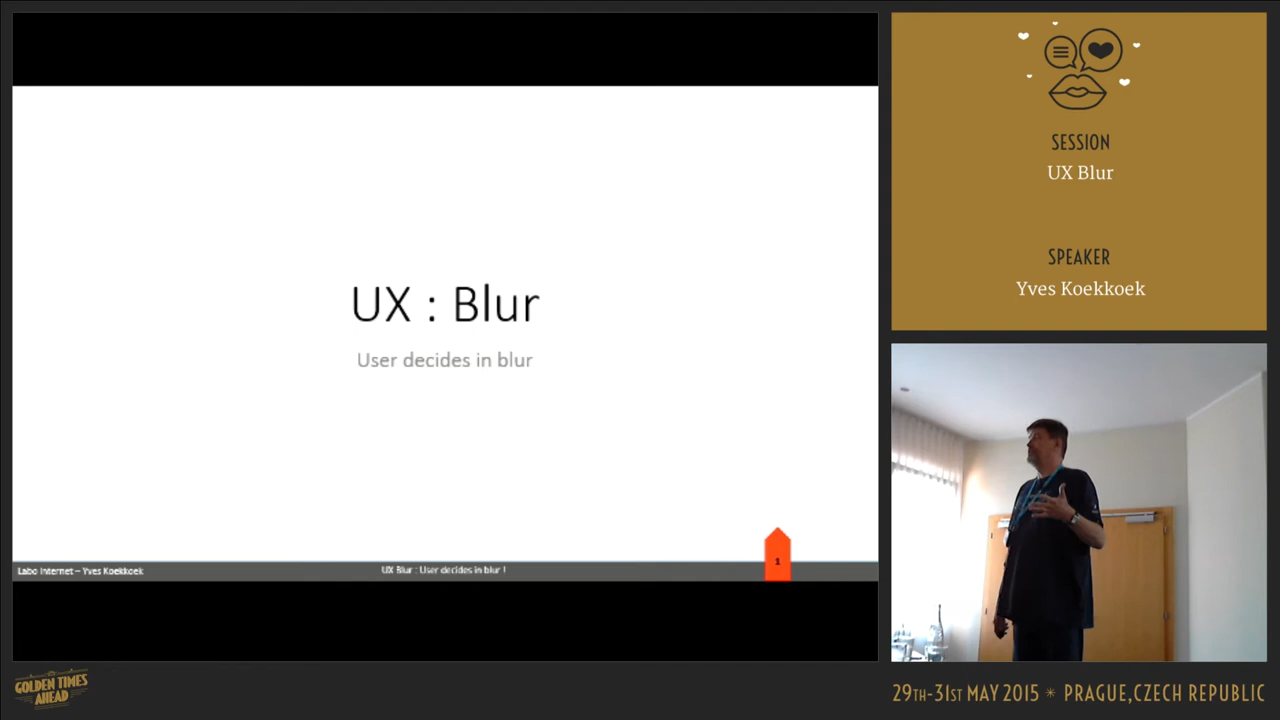 UX : Blur
User decides in blur
Labo Internet – Yves Koekkoek
UX Blur : User decides in blur !
1
SESSION
UX Blur
SPEAKER
Yves Koekkoek
GOLDEN TIMES
AHEAD
29TH-31ST MAY 2015 * PRAGUE, CZECH REPUBLIC